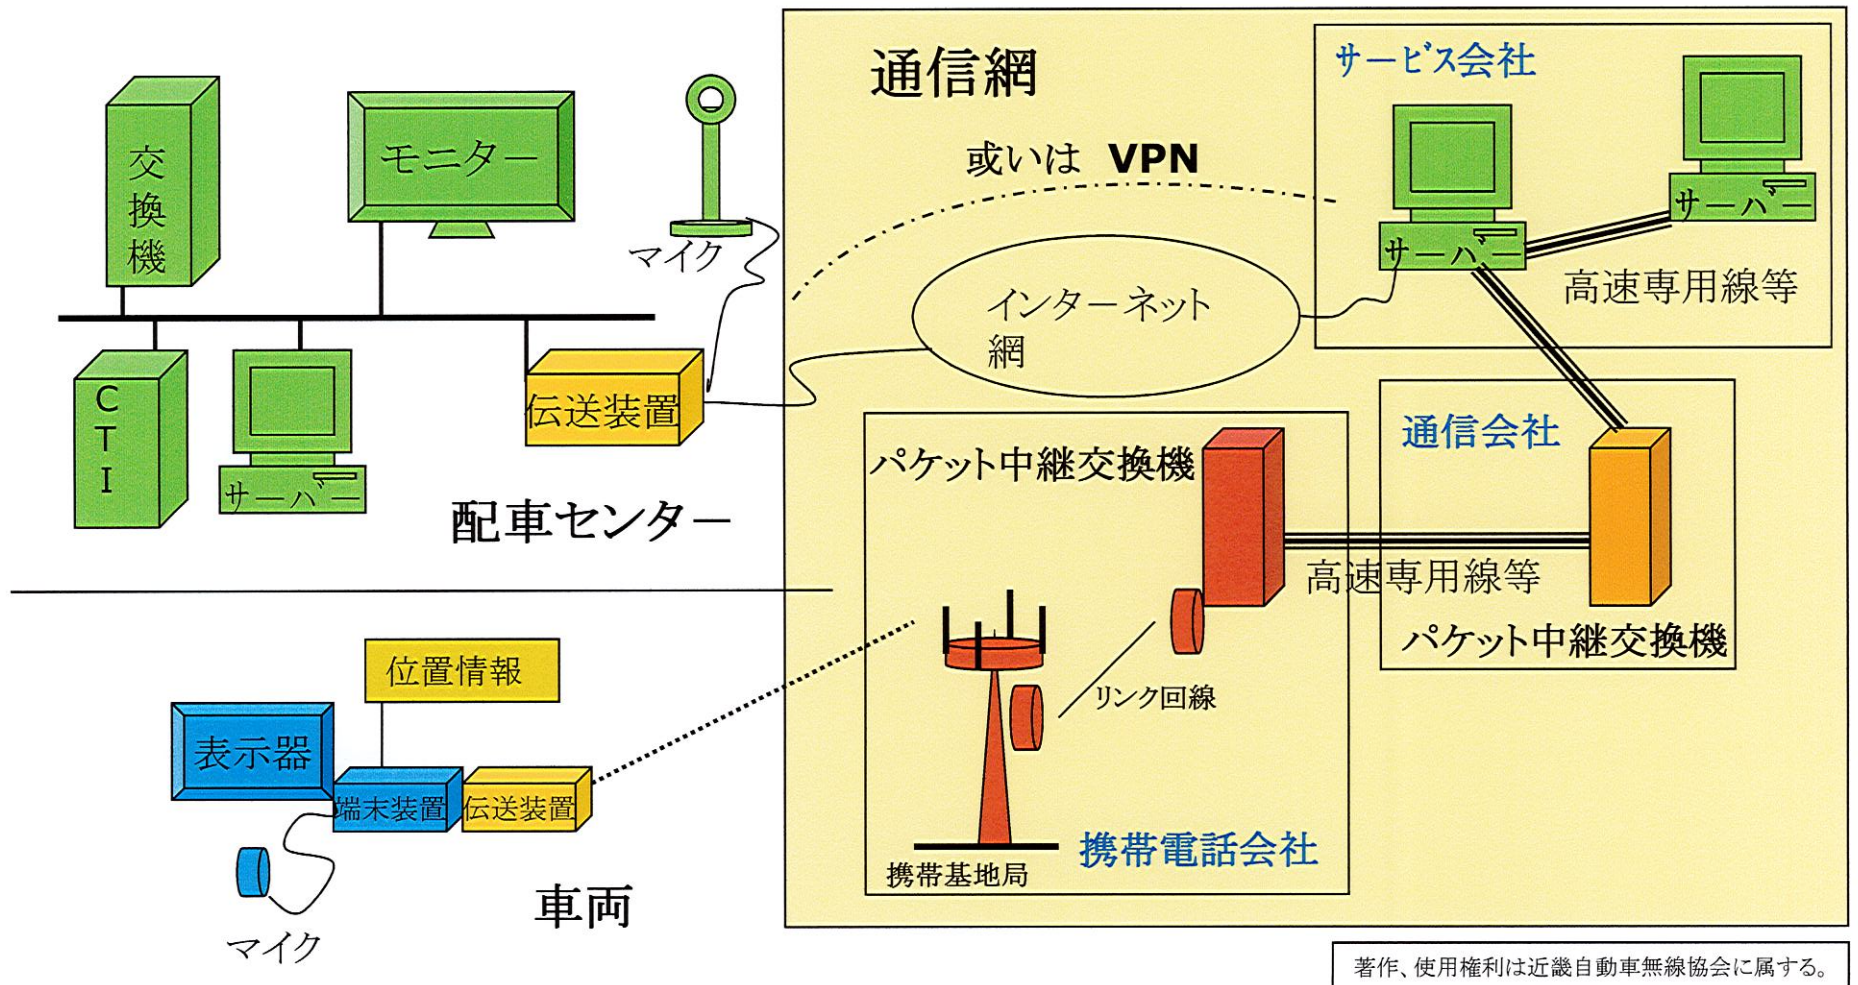 通信網
サービス会社
サーバー
サーバー
高速専用線等
或いは VPN
インターネット
網
交
換
機
モニター
マイク
C
T
I
サーバー
伝送装置
配車センター
通信会社
パケット中継交換機
高速専用線等
パケット中継交換機
リンク回線
携帯電話会社
携帯基地局
位置情報
表示器
端末装置
伝送装置
マイク
車両
著作、使用権利は近畿自動車無線協会に属する。